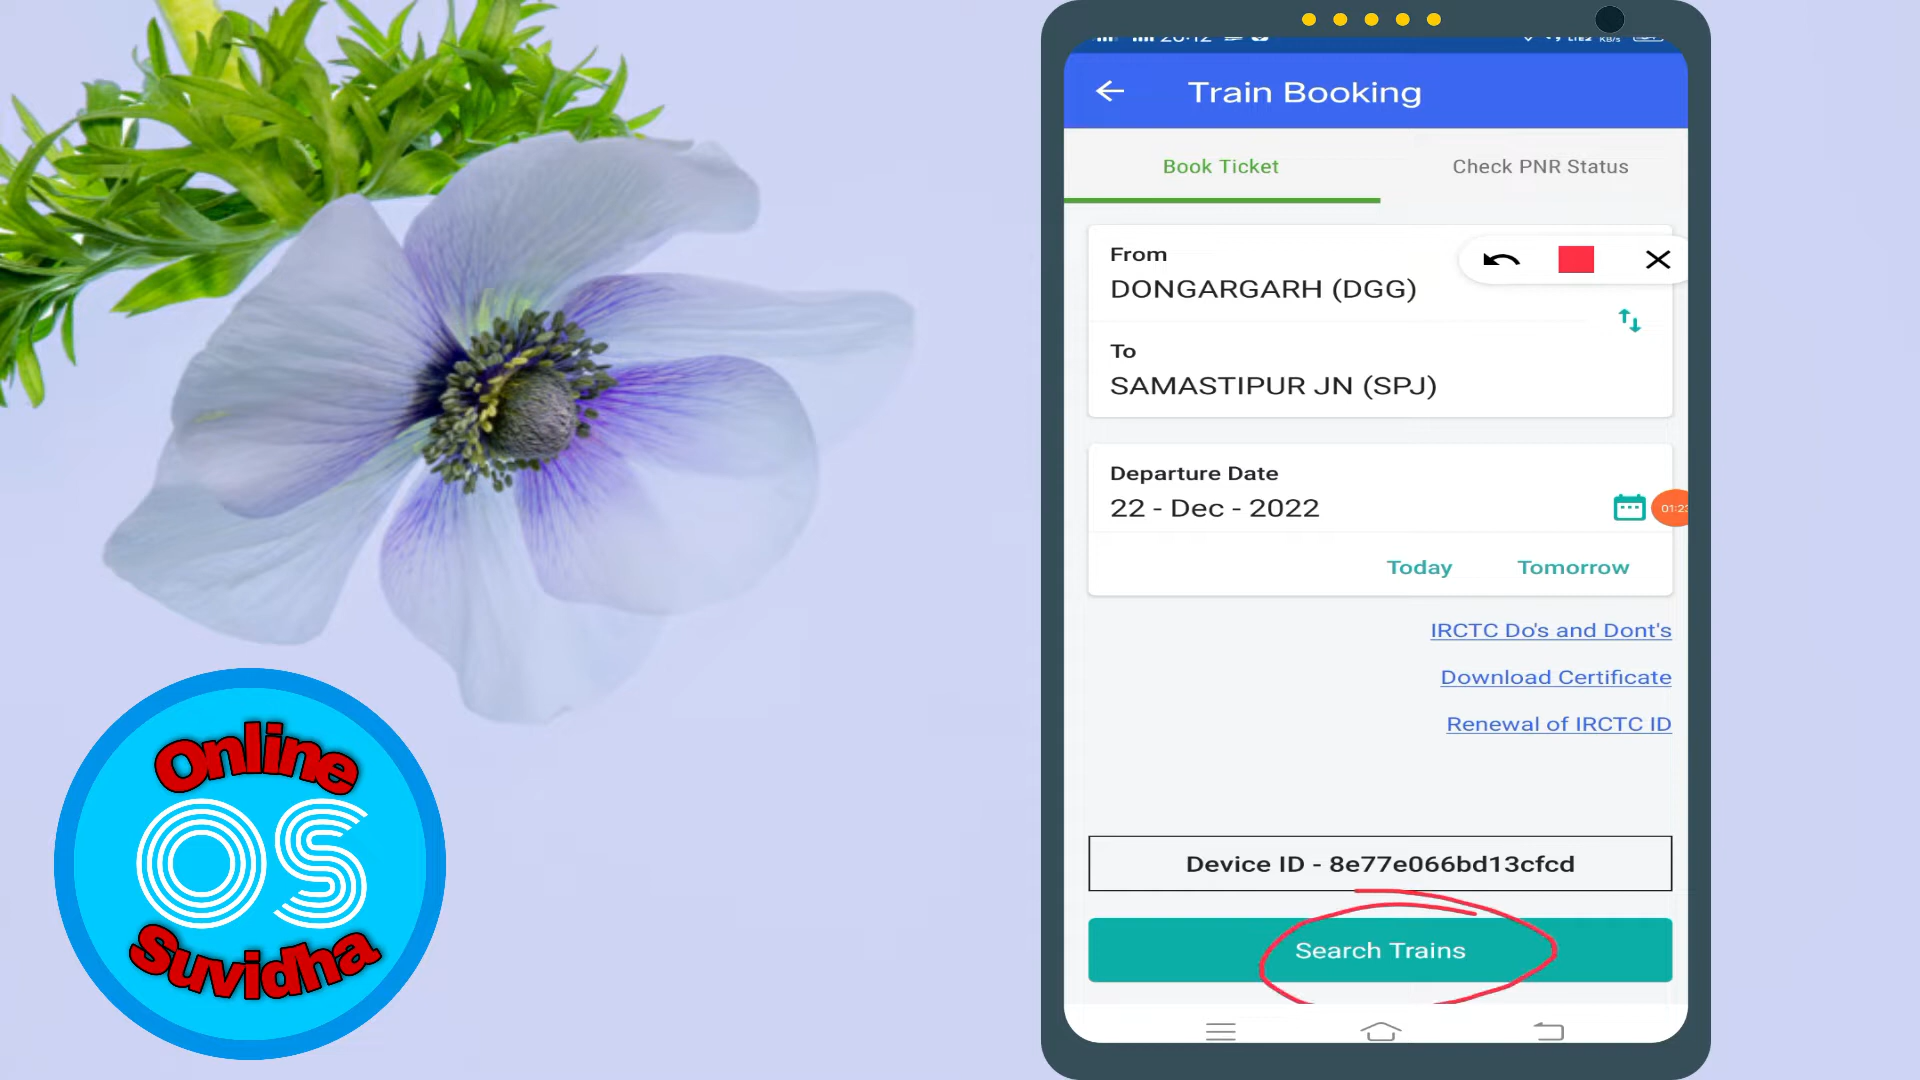 Train Booking
Book Ticket
Check PNR Status
From
DONGARGARH (DGG)
To
SAMASTIPUR JN (SPJ)
Departure Date
22 - Dec - 2022
01:23
Today
Tomorrow
IRCTC Do's and Dont's
Download Certificate
Renewal of IRCTC ID
Device ID - 8e77e066bd13cfcd
Search Trains
Online
OS
Suvidha